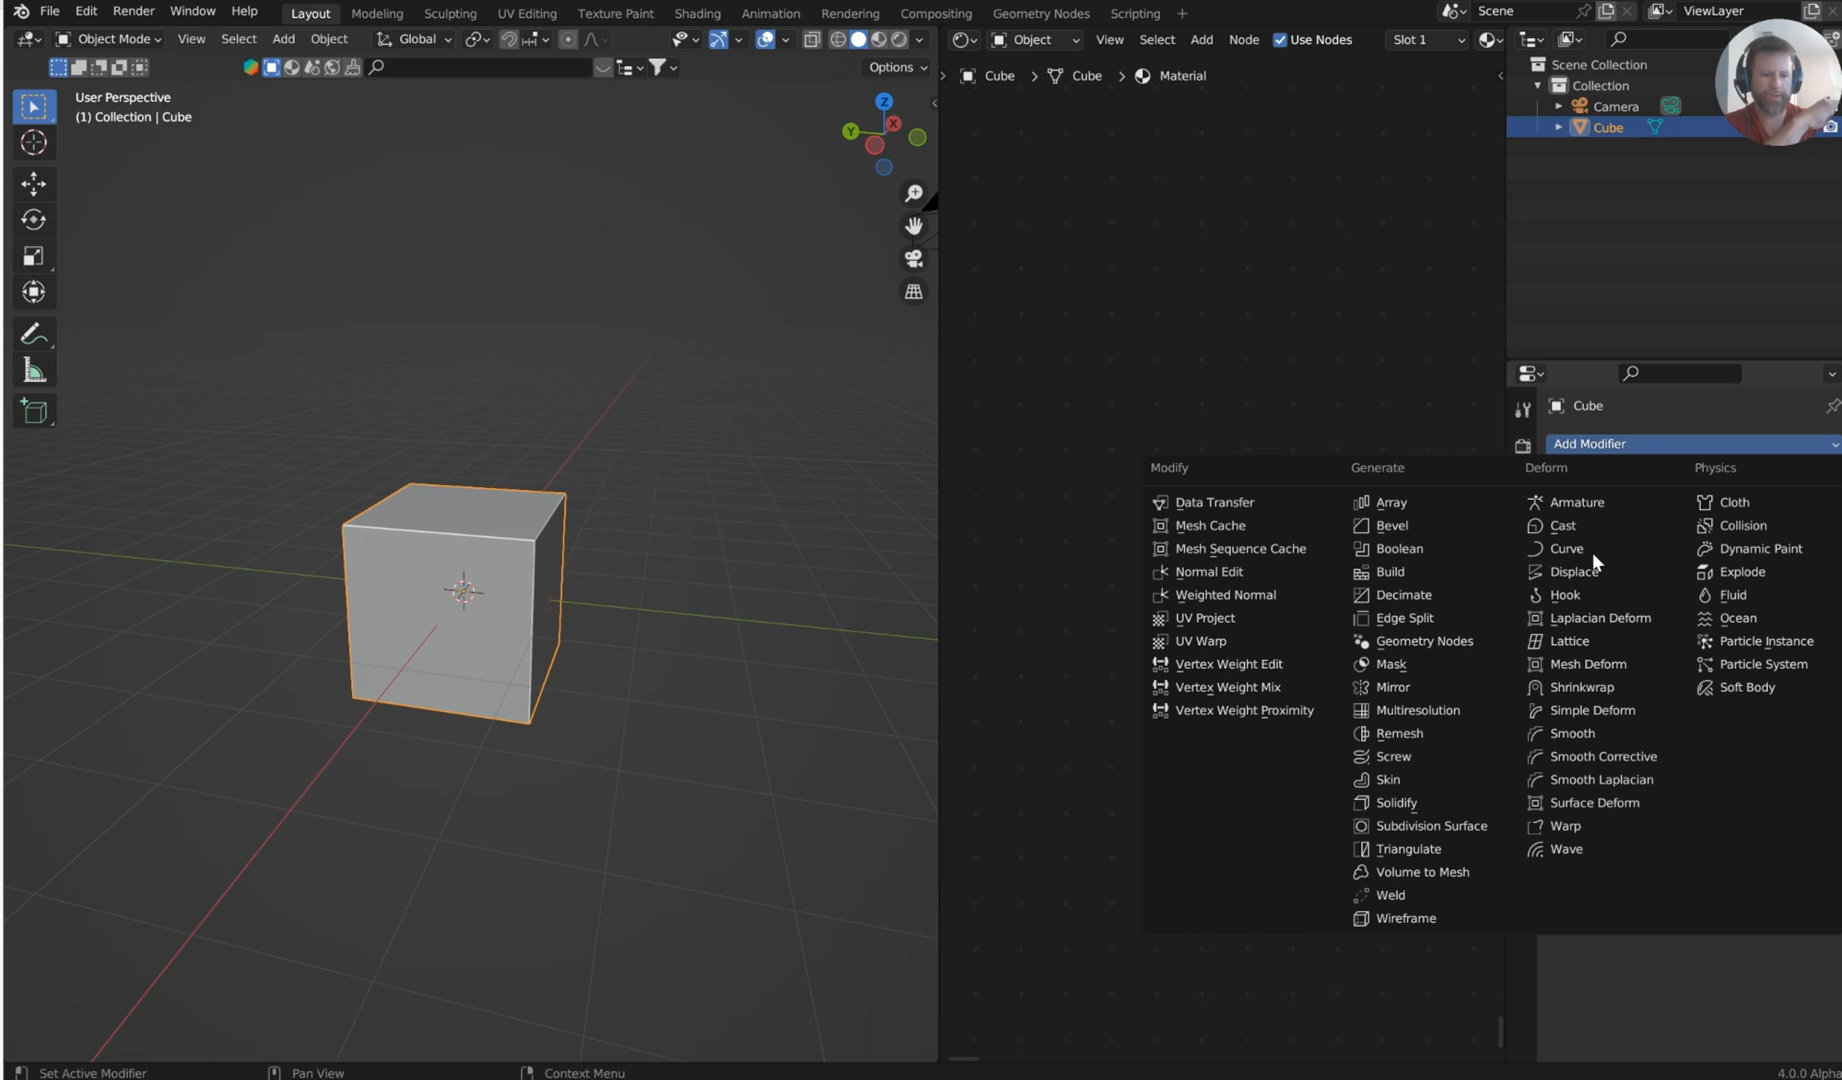 File Edit Render Window Help Layout Modeling Sculpting UV Editing Texture Paint Shading Animation Rendering Compositing Geometry Nodes Scripting + Scene ViewLayer
Object Mode View Select Add Object Global Object View Select Add Node Use Nodes Slot 1
Options
User Perspective
(1) Collection | Cube
Z
Y
X
Cube > Cube > Material
Scene Collection
Collection
Camera
Cube
Cube
Add Modifier
Modify Generate Deform Physics
Data Transfer Array Armature Cloth
Mesh Cache Bevel Cast Collision
Mesh Sequence Cache Boolean Curve Dynamic Paint
Normal Edit Build Displace Explode
Weighted Normal Decimate Hook Fluid
UV Project Edge Split Laplacian Deform Ocean
UV Warp Geometry Nodes Lattice Particle Instance
Vertex Weight Edit Mask Mesh Deform Particle System
Vertex Weight Mix Mirror Shrinkwrap Soft Body
Vertex Weight Proximity Multiresolution Simple Deform
Remesh Smooth
Screw Smooth Corrective
Skin Smooth Laplacian
Solidify Surface Deform
Subdivision Surface Warp
Triangulate Wave
Volume to Mesh
Weld
Wireframe
Set Active Modifier Pan View Context Menu 4.0.0 Alpha